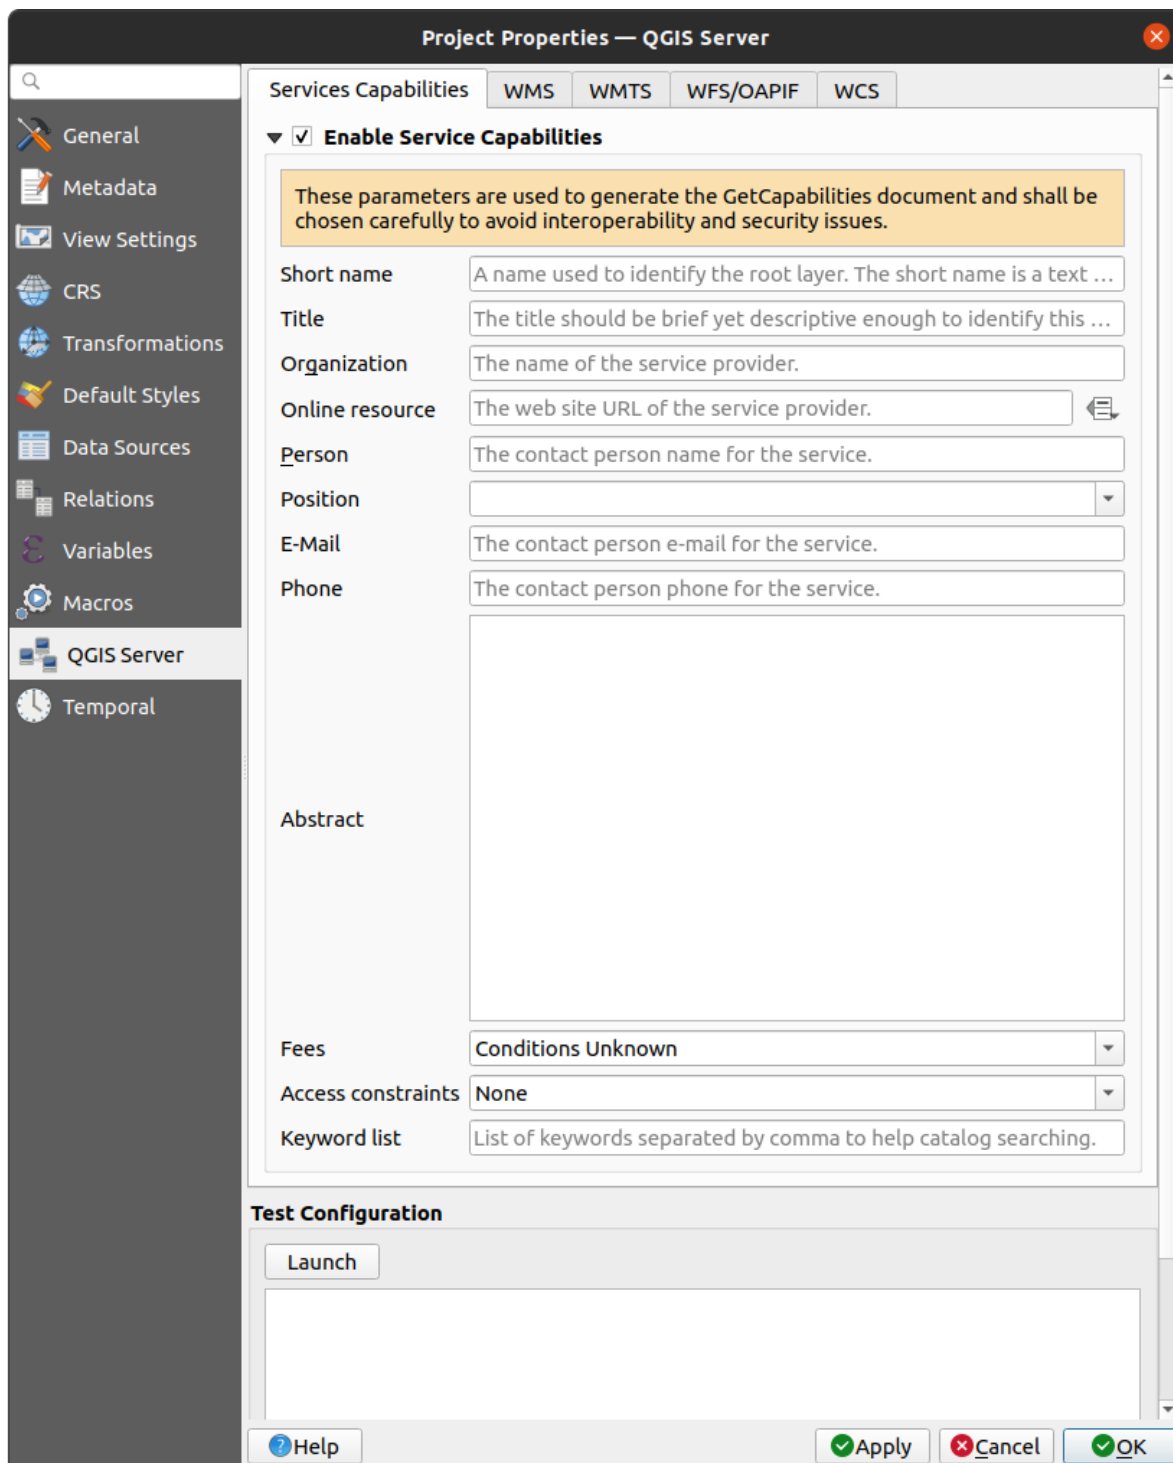 Project Properties — QGIS Server
General
Metadata
View Settings
CRS
Transformations
Default Styles
Data Sources
Relations
Variables
Macros
QGIS Server
Temporal
Services Capabilities WMS WMTS WFS/OAPIF WCS
Enable Service Capabilities
These parameters are used to generate the GetCapabilities document and shall be
chosen carefully to avoid interoperability and security issues.
Short name A name used to identify the root layer. The short name is a text …
Title The title should be brief yet descriptive enough to identify this …
Organization The name of the service provider.
Online resource The web site URL of the service provider.
Person The contact person name for the service.
Position
E-Mail The contact person e-mail for the service.
Phone The contact person phone for the service.
Abstract
Fees Conditions Unknown
Access constraints None
Keyword list List of keywords separated by comma to help catalog searching.
Test Configuration
Launch
Help Apply Cancel OK